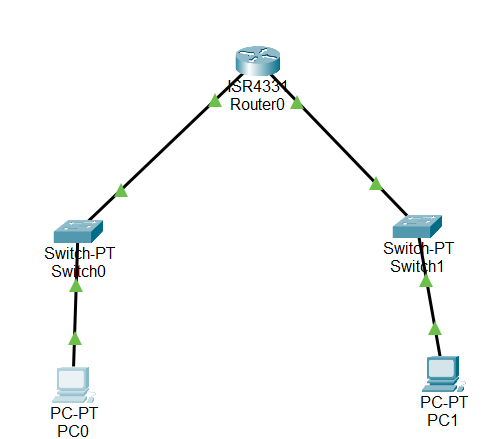 ISR4331
Router0
Switch-PT
Switch0
Switch-PT
Switch1
PC-PT
PC0
PC-PT
PC1